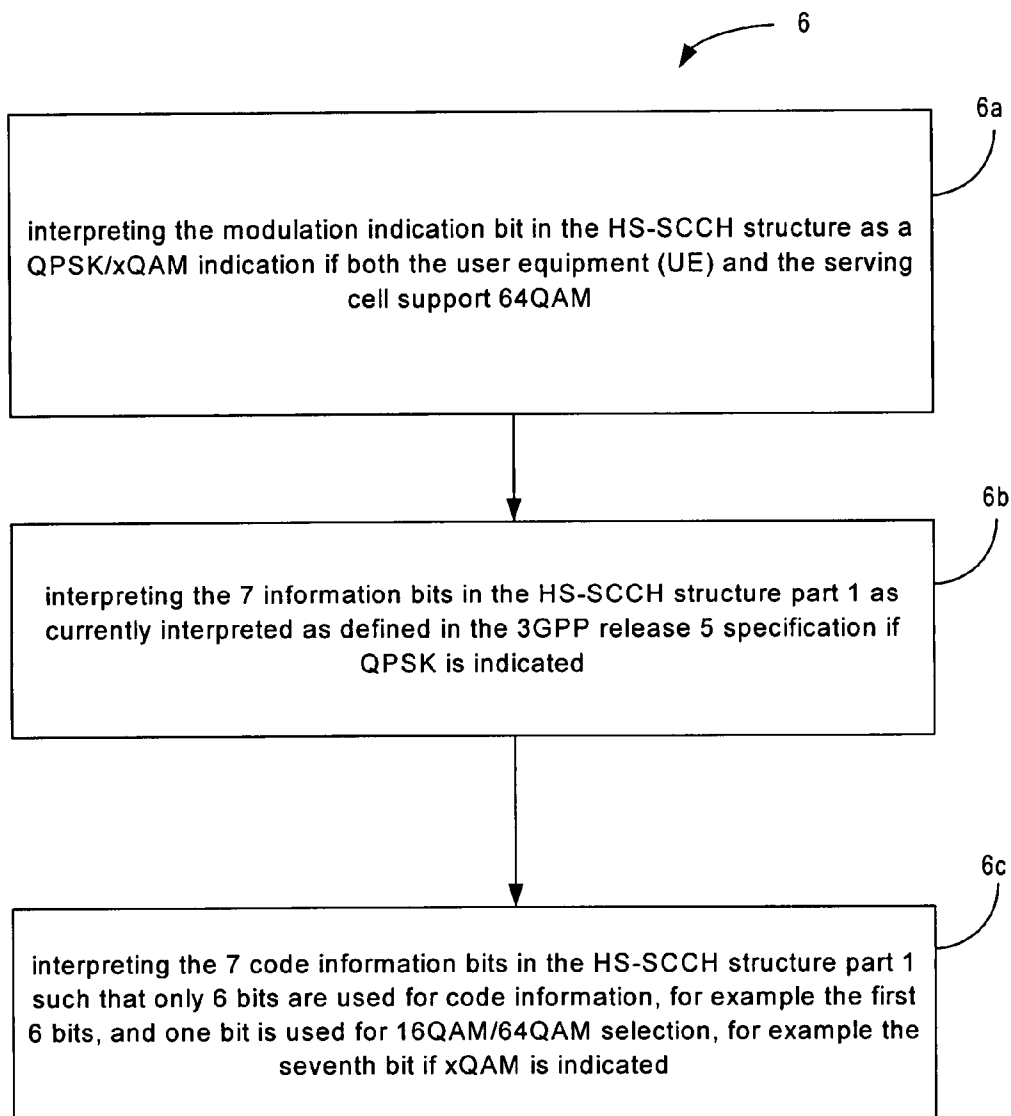 6
6a
interpreting the modulation indication bit in the HS-SCCH structure as a
QPSK/xQAM indication if both the user equipment (UE) and the serving
cell support 64QAM
6b
interpreting the 7 information bits in the HS-SCCH structure part 1 as
currently interpreted as defined in the 3GPP release 5 specification if
QPSK is indicated
6c
interpreting the 7 code information bits in the HS-SCCH structure part 1
such that only 6 bits are used for code information, for example the first
6 bits, and one bit is used for 16QAM/64QAM selection, for example the
seventh bit if xQAM is indicated